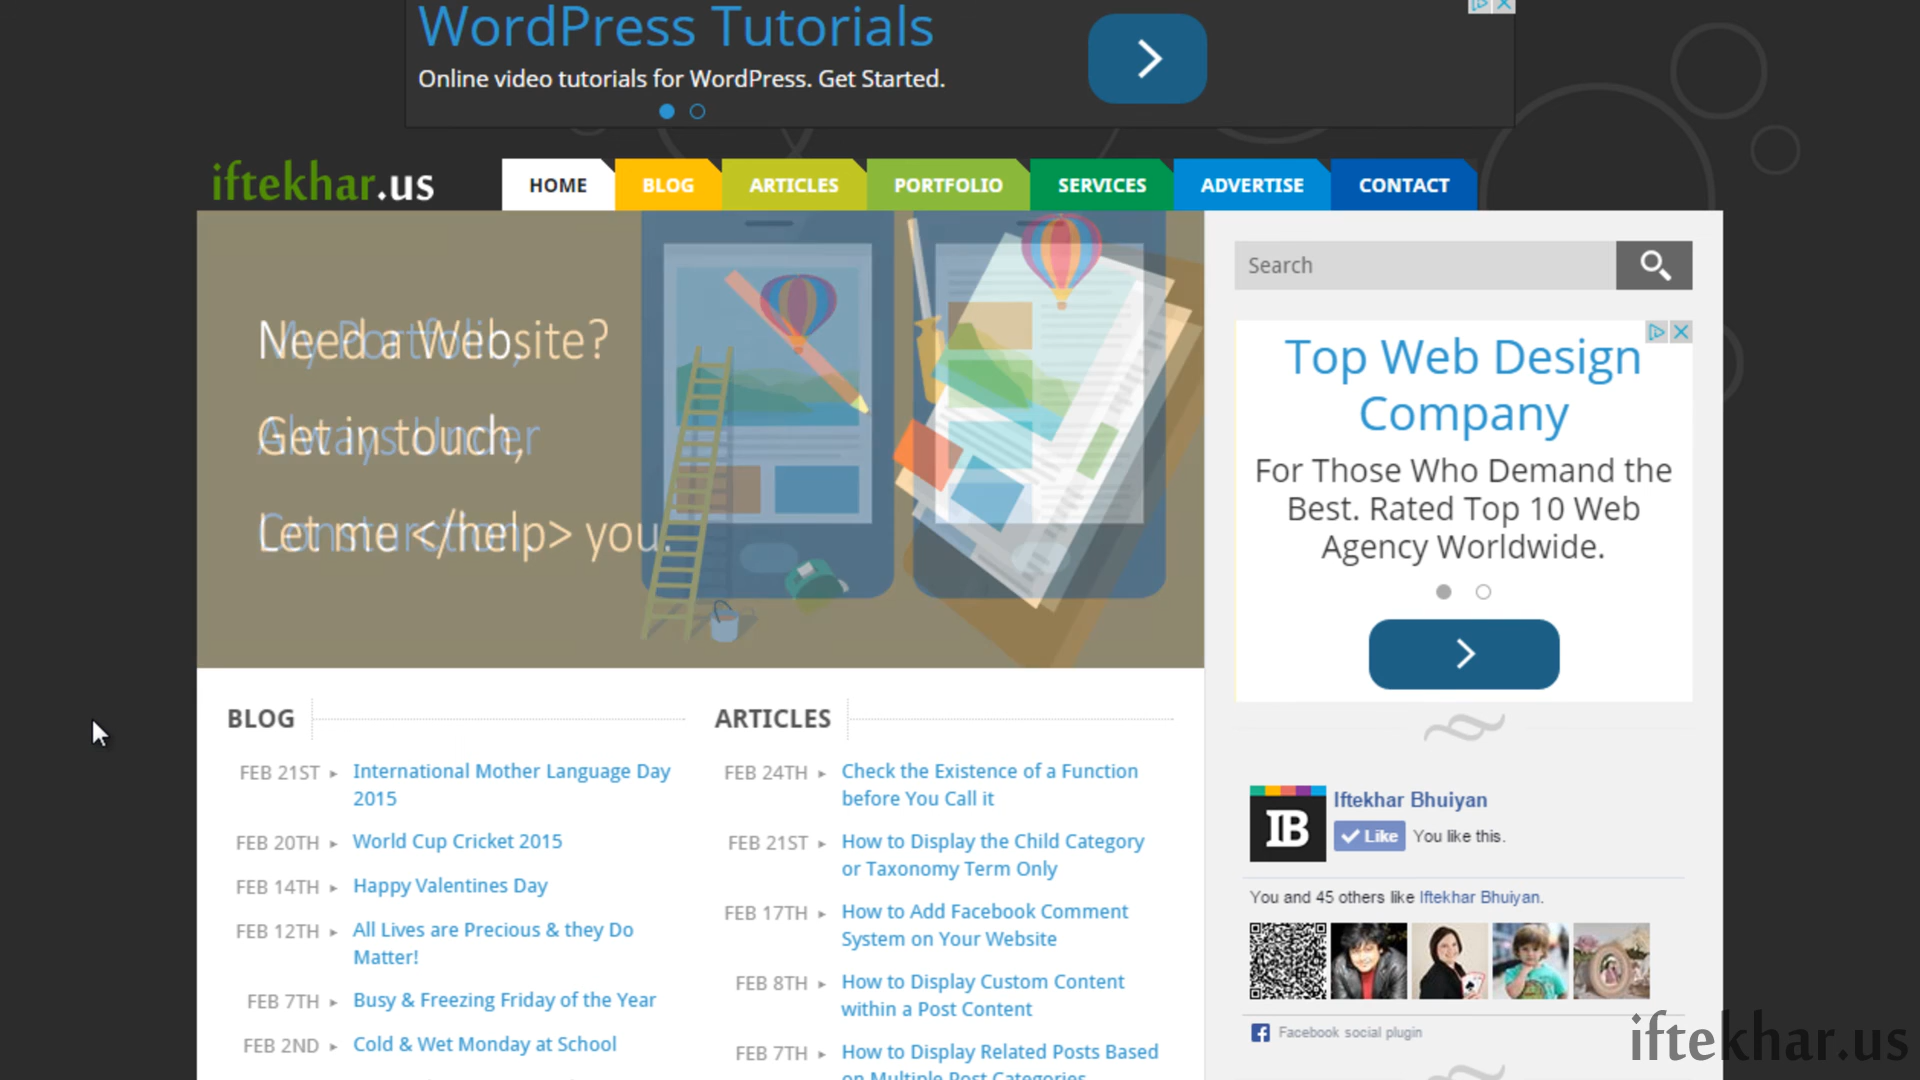 WordPress Tutorials
Online video tutorials for WordPress. Get Started.
iftekhar.us
HOME
BLOG
ARTICLES
PORTFOLIO
SERVICES
ADVERTISE
CONTACT
Need a Website?
Get in touch,
Let me </help> you.
My Portfolio,
Always Under
Search
Top Web Design
Company
For Those Who Demand the
Best. Rated Top 10 Web
Agency Worldwide.
BLOG
FEB 21ST ▸ International Mother Language Day
2015
FEB 20TH ▸ World Cup Cricket 2015
FEB 14TH ▸ Happy Valentines Day
FEB 12TH ▸ All Lives are Precious & they Do
Matter!
FEB 7TH ▸ Busy & Freezing Friday of the Year
FEB 2ND ▸ Cold & Wet Monday at School
ARTICLES
FEB 24TH ▸ Check the Existence of a Function
before You Call it
FEB 21ST ▸ How to Display the Child Category
or Taxonomy Term Only
FEB 17TH ▸ How to Add Facebook Comment
System on Your Website
FEB 8TH ▸ How to Display Custom Content
within a Post Content
FEB 7TH ▸ How to Display Related Posts Based
on Multiple Post Categories
IB
Iftekhar Bhuiyan
Like You like this.
You and 45 others like Iftekhar Bhuiyan.
Facebook social plugin
iftekhar.us